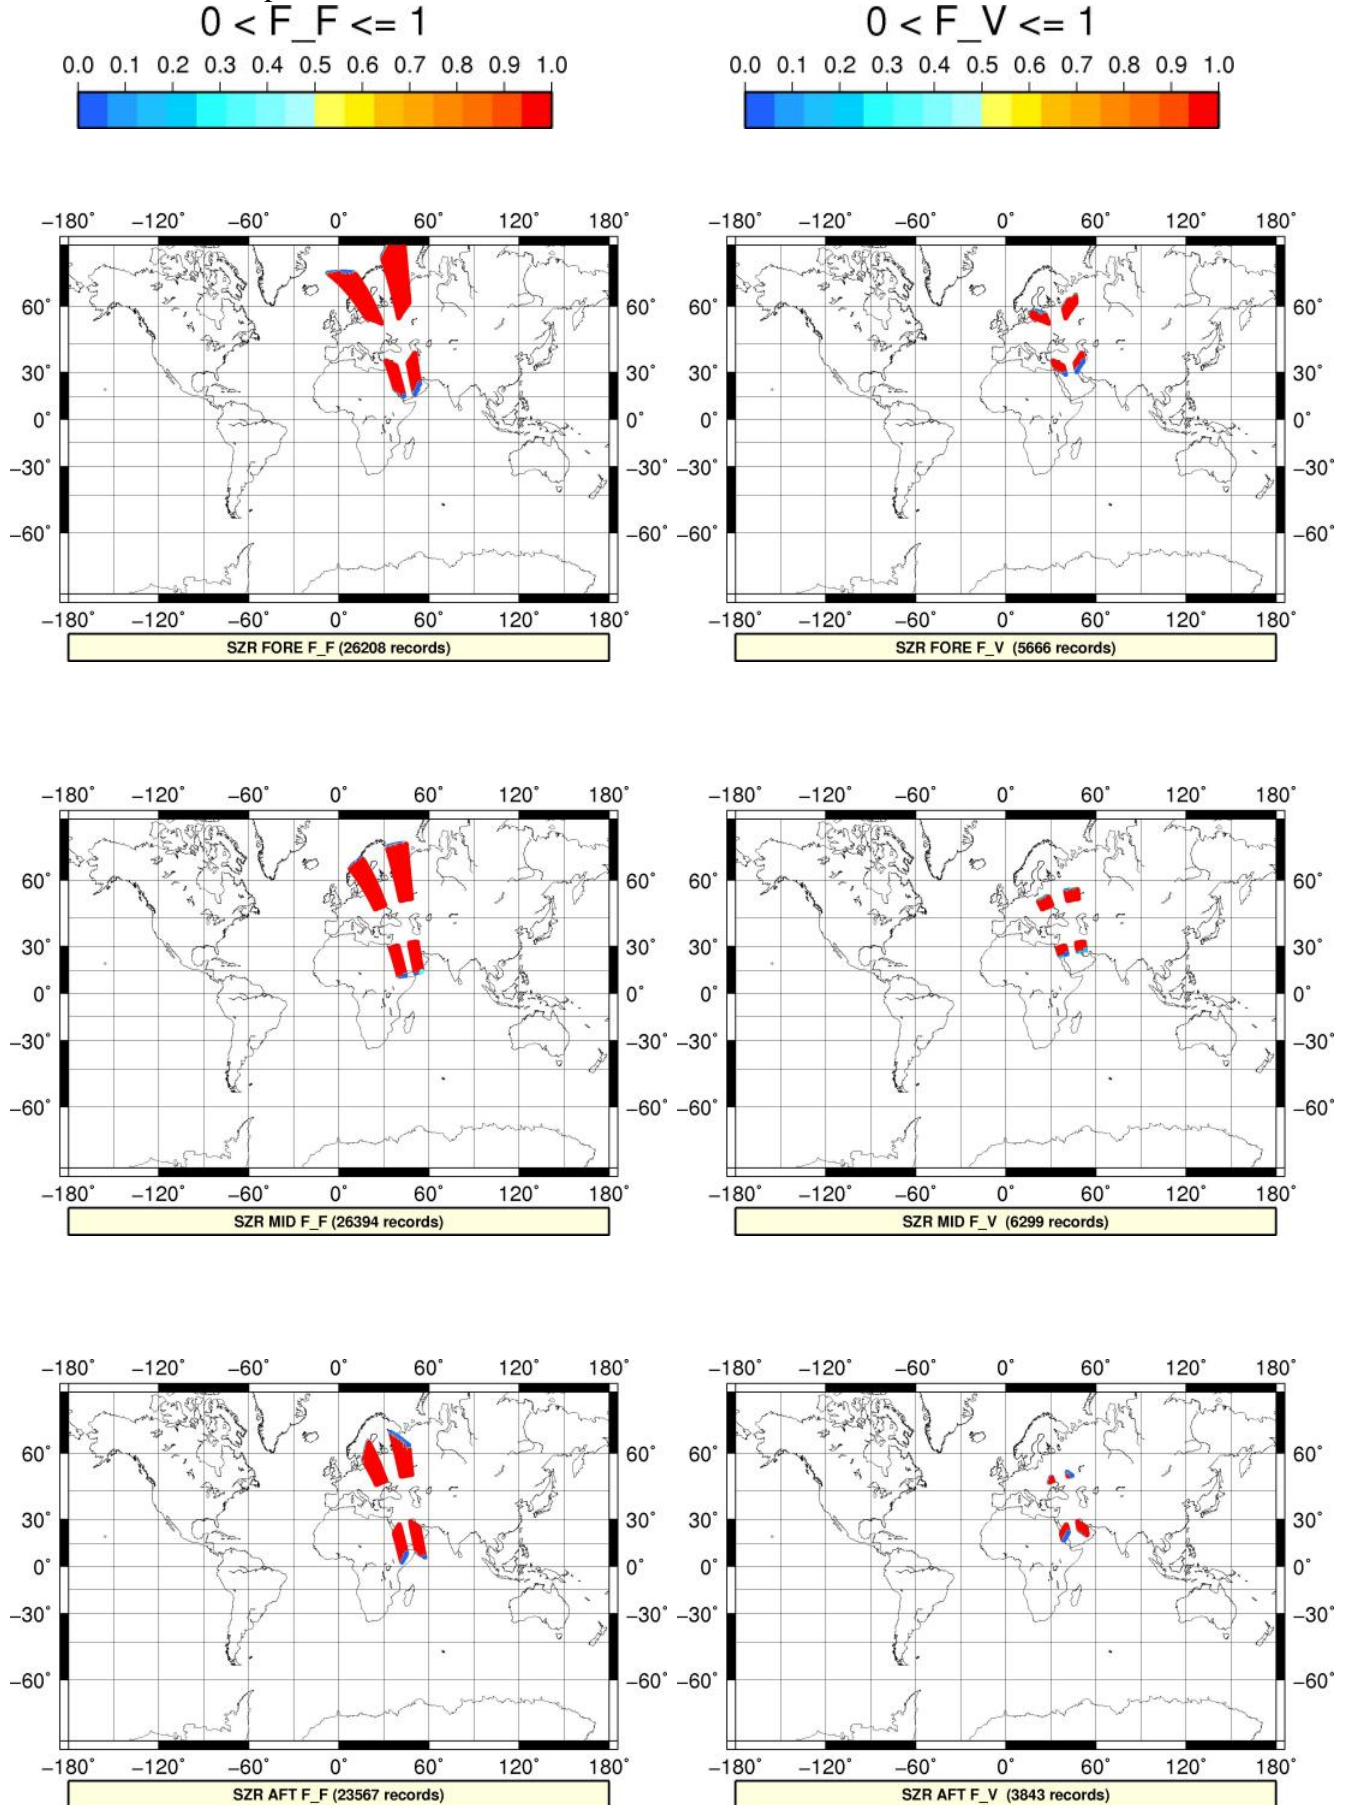 0 < F_F <= 1 0 < F_V <= 1
0.0 0.1 0.2 0.3 0.4 0.5 0.6 0.7 0.8 0.9 1.0 0.0 0.1 0.2 0.3 0.4 0.5 0.6 0.7 0.8 0.9 1.0
−180° −120° −60° 0° 60° 120° 180° −180° −120° −60° 0° 60° 120° 180°
60° 60° 60°
30° 30° 30°
0° 0° 0°
−30° −30° −30° −30°
−60° −60° −60° −60°
−180° −120° −60° 0° 60° 120° 180° −180° −120° −60° 0° 60° 120° 180°
SZR FORE F_F (26208 records) SZR FORE F_V (5666 records)
−180° −120° −60° 0° 60° 120° 180° −180° −120° −60° 0° 60° 120° 180°
60° 60° 60° 60°
30° 30° 30° 30°
0° 0° 0° 0°
−30° −30° −30° −30°
−60° −60° −60° −60°
−180° −120° −60° 0° 60° 120° 180° −180° −120° −60° 0° 60° 120° 180°
SZR MID F_F (26394 records) SZR MID F_V (6299 records)
−180° −120° −60° 0° 60° 120° 180° −180° −120° −60° 0° 60° 120° 180°
60° 60° 60° 60°
30° 30° 30° 30°
0° 0° 0° 0°
−30° −30° −30° −30°
−60° −60° −60° −60°
−180° −120° −60° 0° 60° 120° 180° −180° −120° −60° 0° 60° 120° 180°
SZR AFT F_F (23567 records) SZR AFT F_V (3843 records)